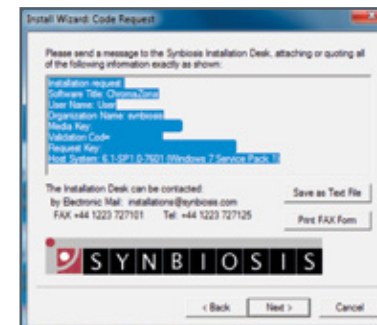 Install Wizard: Code Request
Please send a message to the Synbiosis Installation Desk, attaching or quoting all
of the following information exactly as shown:
Installation request
Software Title: ChromaZona
User Name: User
Organization Name: synbiosis
Media Key:
Validation Code=
Request Key:
Host System: 6.1-SP1.0-7601 (Windows 7 Service Pack 1)
The Installation Desk can be contacted:
by Electronic Mail: installations@synbiosis.com
FAX +44 1223 727101 Tel: +44 1223 727125
Save as Text File
Print FAX Form
SYNBIOSIS
< Back
Next >
Cancel